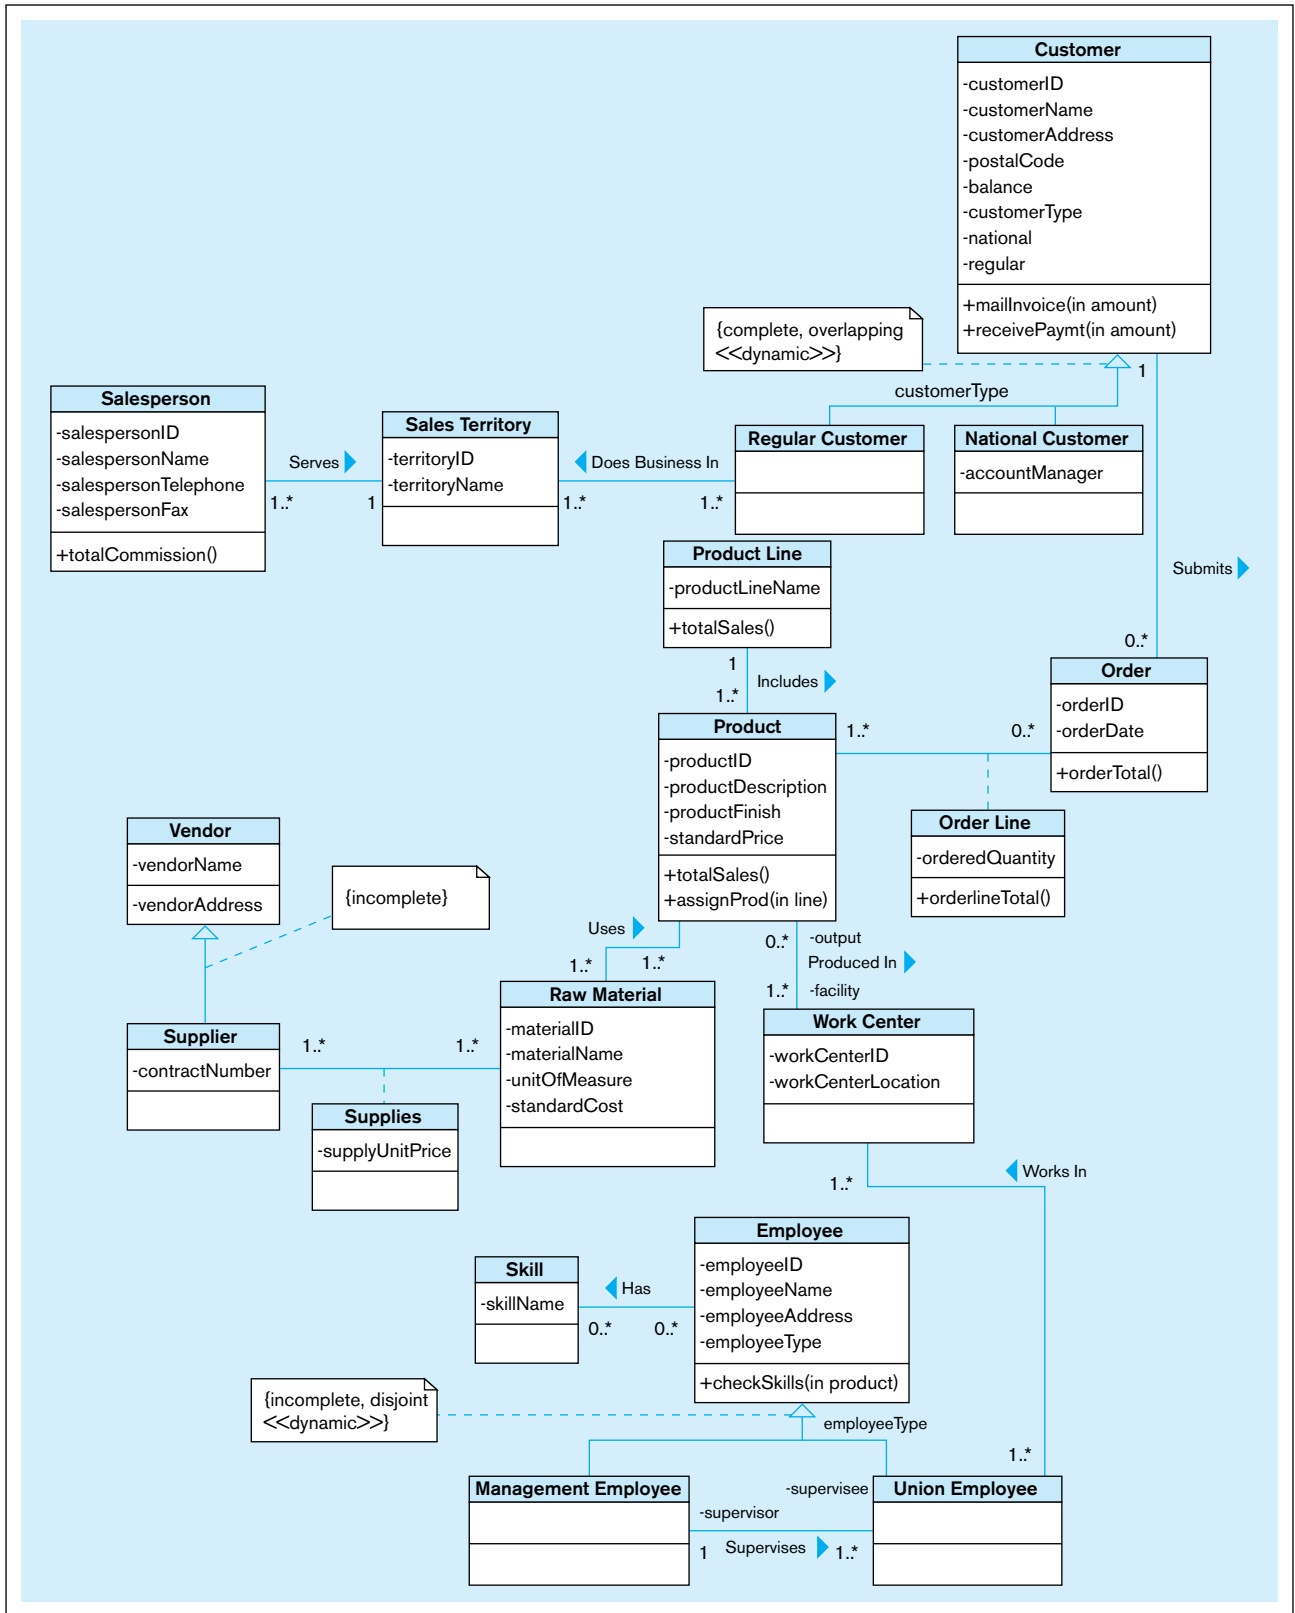 Customer
-customerID
-customerName
-customerAddress
-postalCode
-balance
-customerType
-national
-regular
+mailInvoice(in amount)
+receivePaymt(in amount)
{complete, overlapping
<<dynamic>>}
1
customerType
Salesperson
-salespersonID
-salespersonName
-salespersonTelephone
-salespersonFax
+totalCommission()
Serves
1..*
1
Sales Territory
-territoryID
-territoryName
Does Business In
1..*
1..*
Regular Customer
National Customer
-accountManager
Submits
0..*
Product Line
-productLineName
+totalSales()
1
Includes
1..*
Order
-orderID
-orderDate
+orderTotal()
Product
-productID
-productDescription
-productFinish
-standardPrice
+totalSales()
+assignProd(in line)
1..*
0..*
Order Line
-orderedQuantity
+orderlineTotal()
Vendor
-vendorName
-vendorAddress
{incomplete}
Uses
1..*
1..*
0..*
-output
Produced In
1..*
-facility
Supplier
-contractNumber
1..*
1..*
Supplies
-supplyUnitPrice
Raw Material
-materialID
-materialName
-unitOfMeasure
-standardCost
Work Center
-workCenterID
-workCenterLocation
1..*
Works In
Employee
-employeeID
-employeeName
-employeeAddress
-employeeType
+checkSkills(in product)
Skill
-skillName
Has
0..*
0..*
{incomplete, disjoint
<<dynamic>>}
employeeType
1..*
Management Employee
-supervisee
-supervisor
1
Supervises
1..*
Union Employee